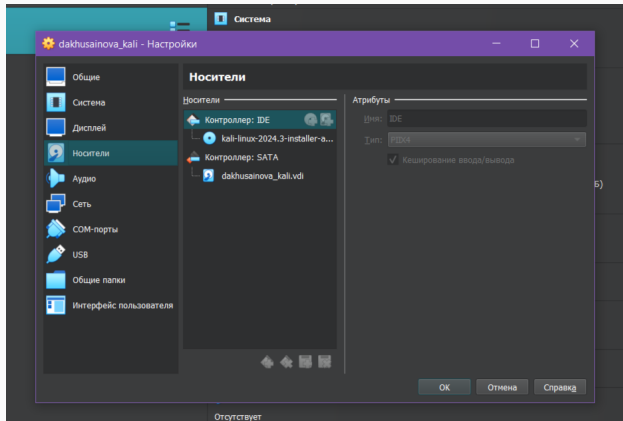 Система
dakhusainova_kali - Настройки
Общие
Система
Дисплей
Носители
Аудио
Сеть
COM-порты
USB
Общие папки
Интерфейс пользователя
Носители
Носители
Контроллер: IDE
kali-linux-2024.3-installer-a...
Контроллер: SATA
dakhusainova_kali.vdi
Атрибуты
Имя: IDE
Тип: PIIX4
Кеширование ввода/вывода
Б)
OK Отмена Справка
Отсутствует